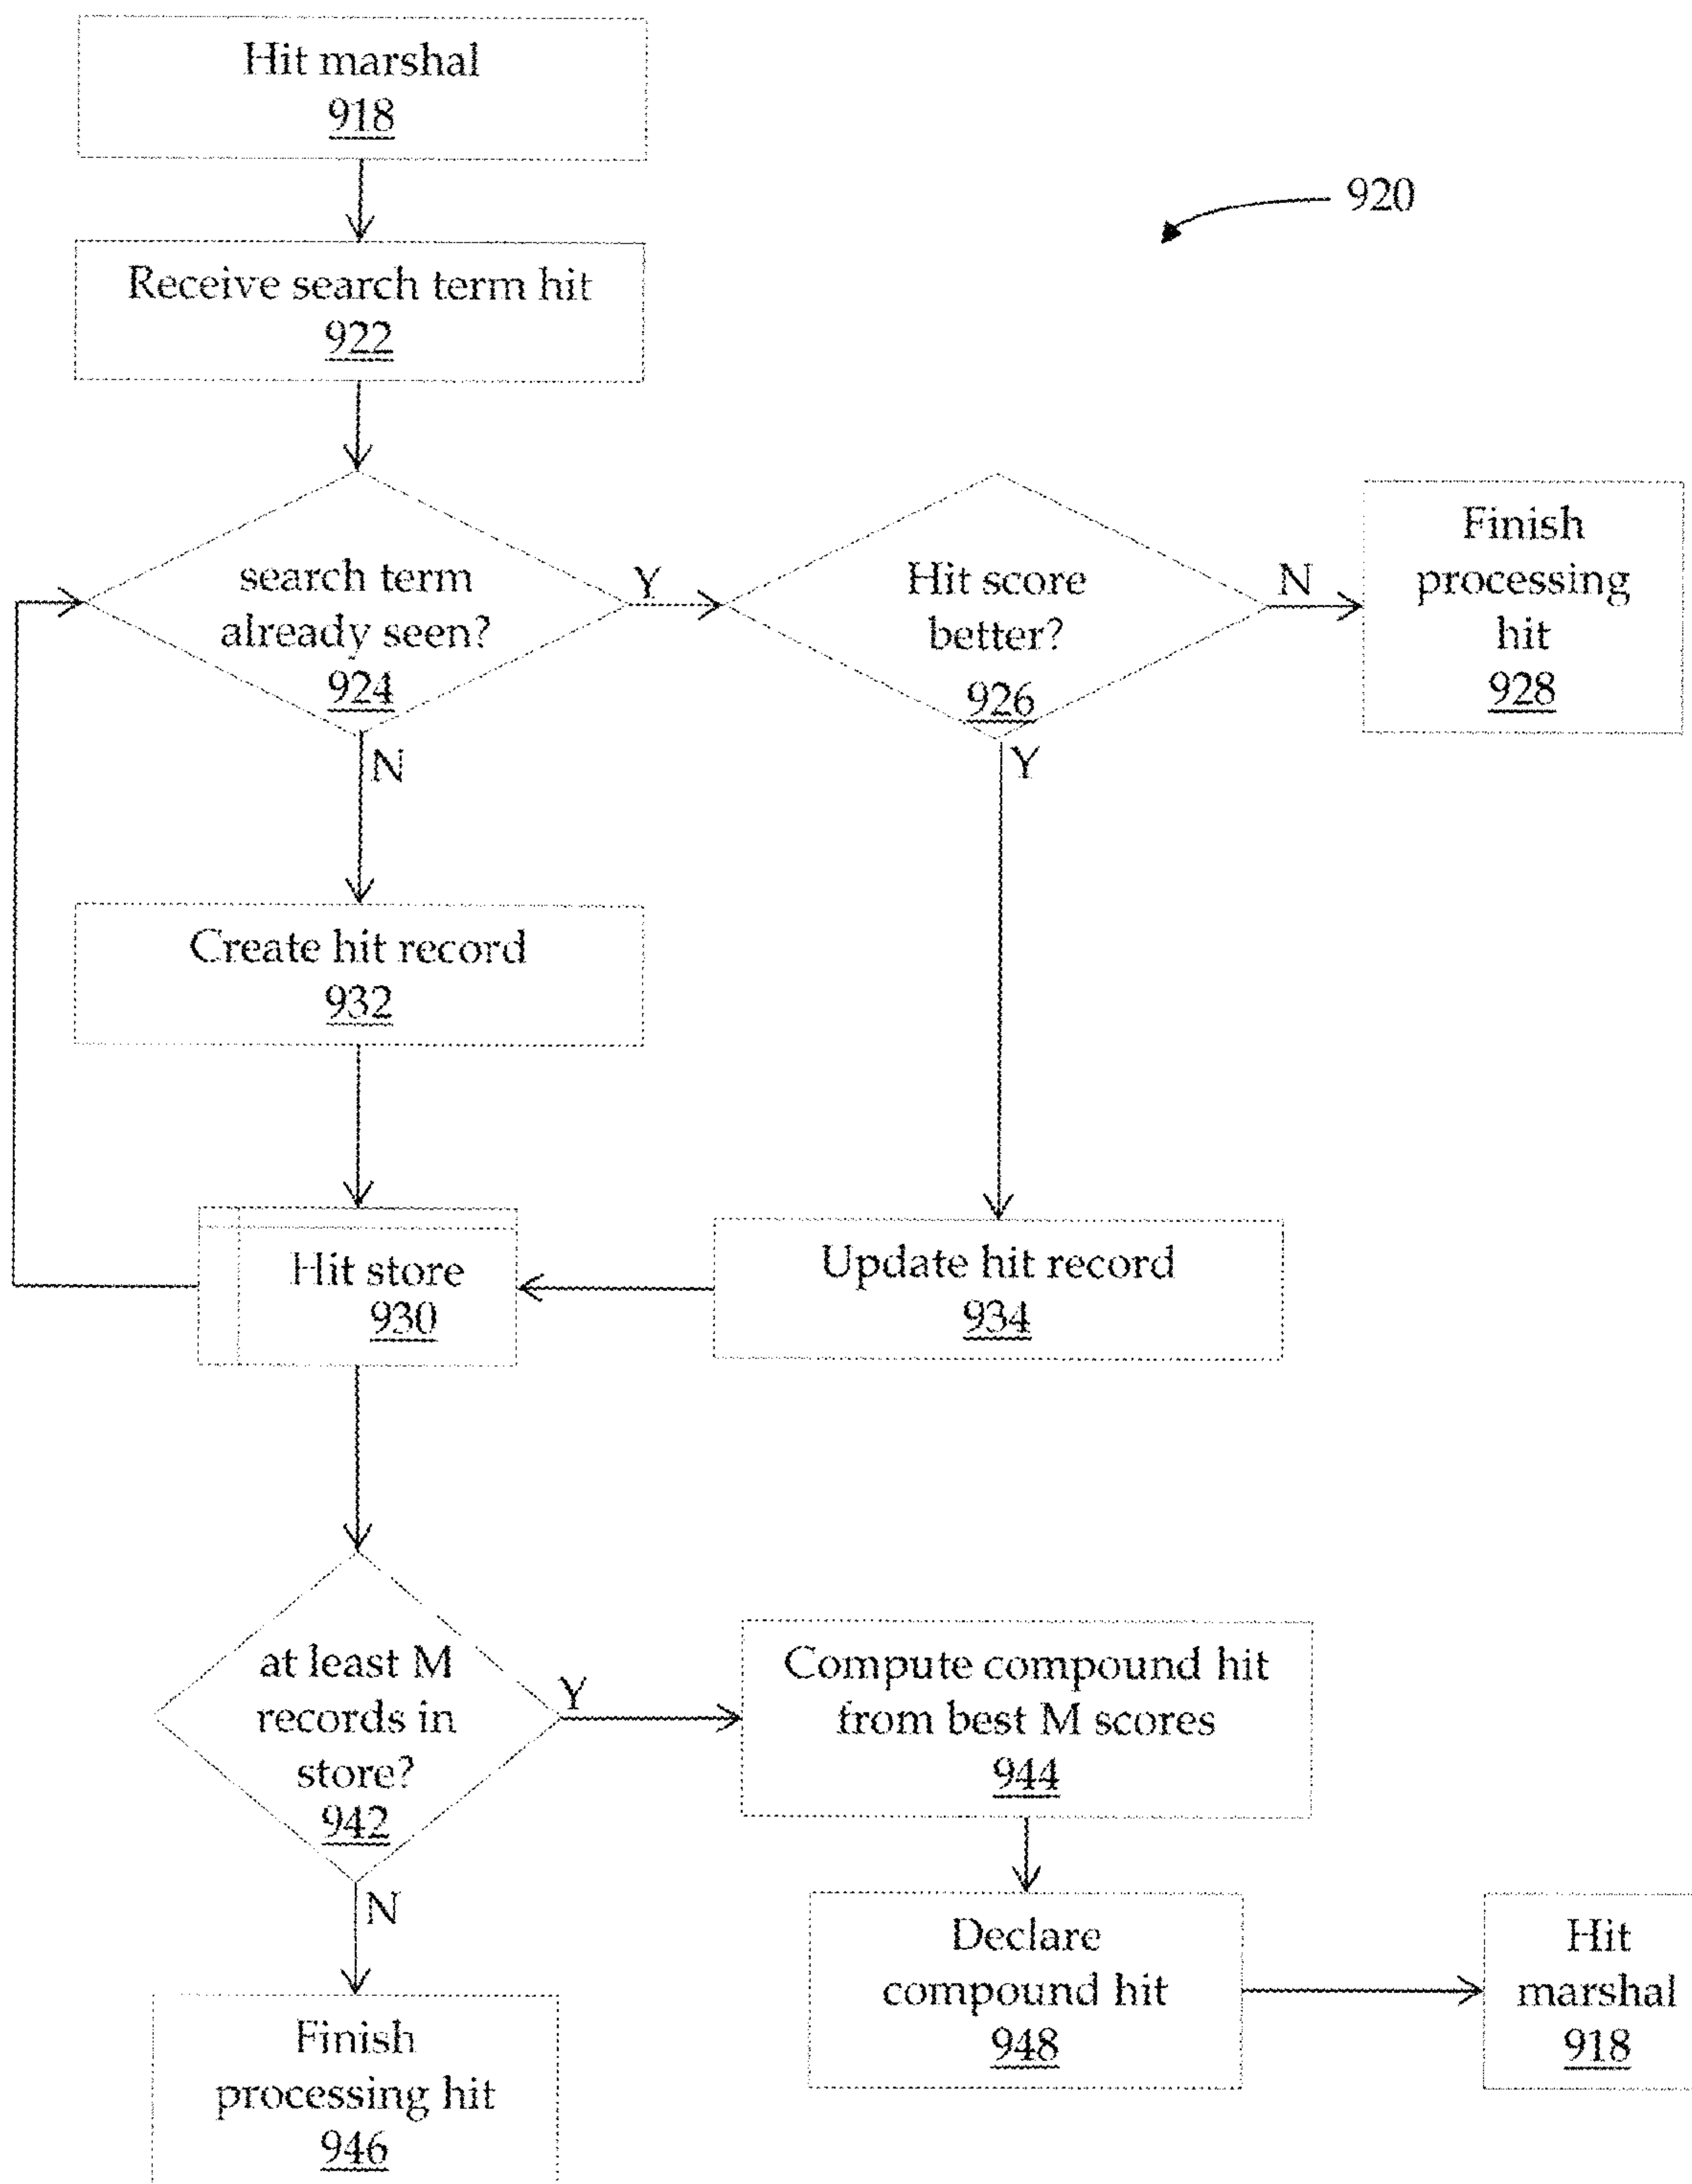 Hit marshal
918
920
Receive search term hit
922
search term
already seen?
924
Y
Hit score
better?
926
N
Finish
processing
hit
928
N
Y
Create hit record
932
Hit store
930
Update hit record
934
at least M
records in
store?
942
Y
Compute compound hit
from best M scores
944
N
Declare
compound hit
948
Hit
marshal
918
Finish
processing hit
946